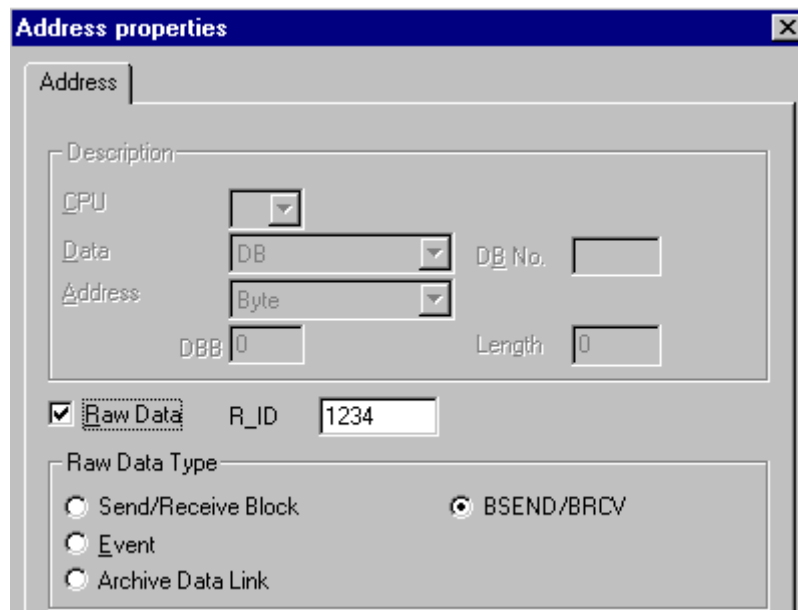 Address properties
Address
Description
CPU
Data DB DB No.
Address Byte
DBB 0 Length 0
Raw Data R_ID 1234
Raw Data Type
Send/Receive Block BSEND/BRCV
Event
Archive Data Link